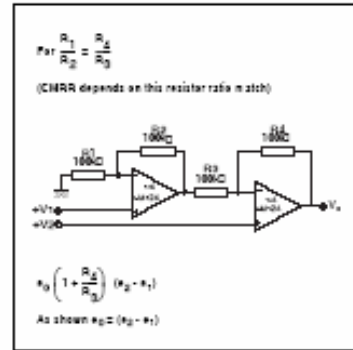 For R1/R2 = R4/R3
(CMRR depends on this resistor ratio match)
R2
100kΩ
R4
100kΩ
R1
100kΩ
R3
100kΩ
+V1
+V2
Vo
e0 (1 + R4/R3) (e2 - e1)
As shown e0 = (e2 - e1)